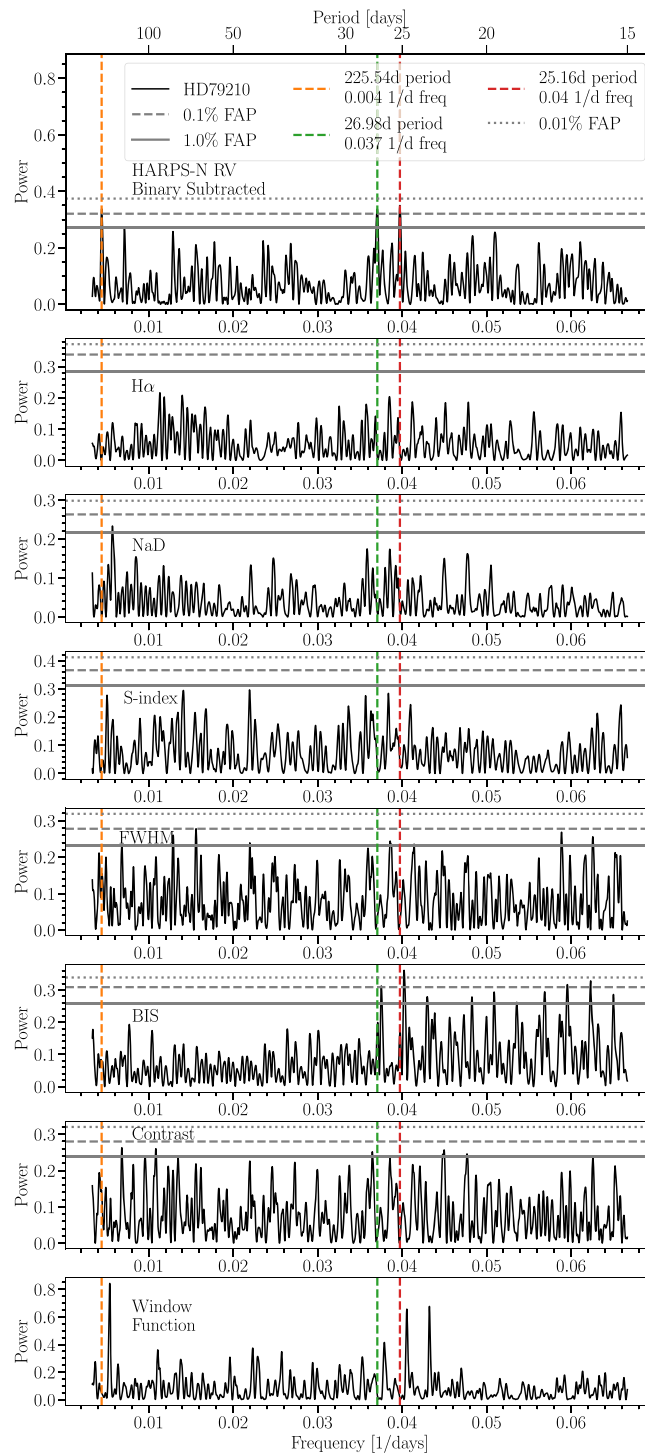 Period [days]
100 50 30 25 20 15
HD79210
0.1% FAP
1.0% FAP
225.54d period
0.004 1/d freq
26.98d period
0.037 1/d freq
25.16d period
0.04 1/d freq
0.01% FAP
HARPS-N RV
Binary Subtracted
Power
0.8
0.6
0.4
0.2
0.0
0.01 0.02 0.03 0.04 0.05 0.06
Hα
Power
0.3
0.2
0.1
0.0
0.01 0.02 0.03 0.04 0.05 0.06
NaD
Power
0.3
0.2
0.1
0.0
0.01 0.02 0.03 0.04 0.05 0.06
S-index
Power
0.4
0.3
0.2
0.1
0.0
0.01 0.02 0.03 0.04 0.05 0.06
FWHM
Power
0.3
0.2
0.1
0.0
0.01 0.02 0.03 0.04 0.05 0.06
BIS
Power
0.3
0.2
0.1
0.0
0.01 0.02 0.03 0.04 0.05 0.06
Contrast
Power
0.3
0.2
0.1
0.0
0.01 0.02 0.03 0.04 0.05 0.06
Window
Function
Power
0.8
0.6
0.4
0.2
0.0
0.01 0.02 0.03 0.04 0.05 0.06
Frequency [1/days]